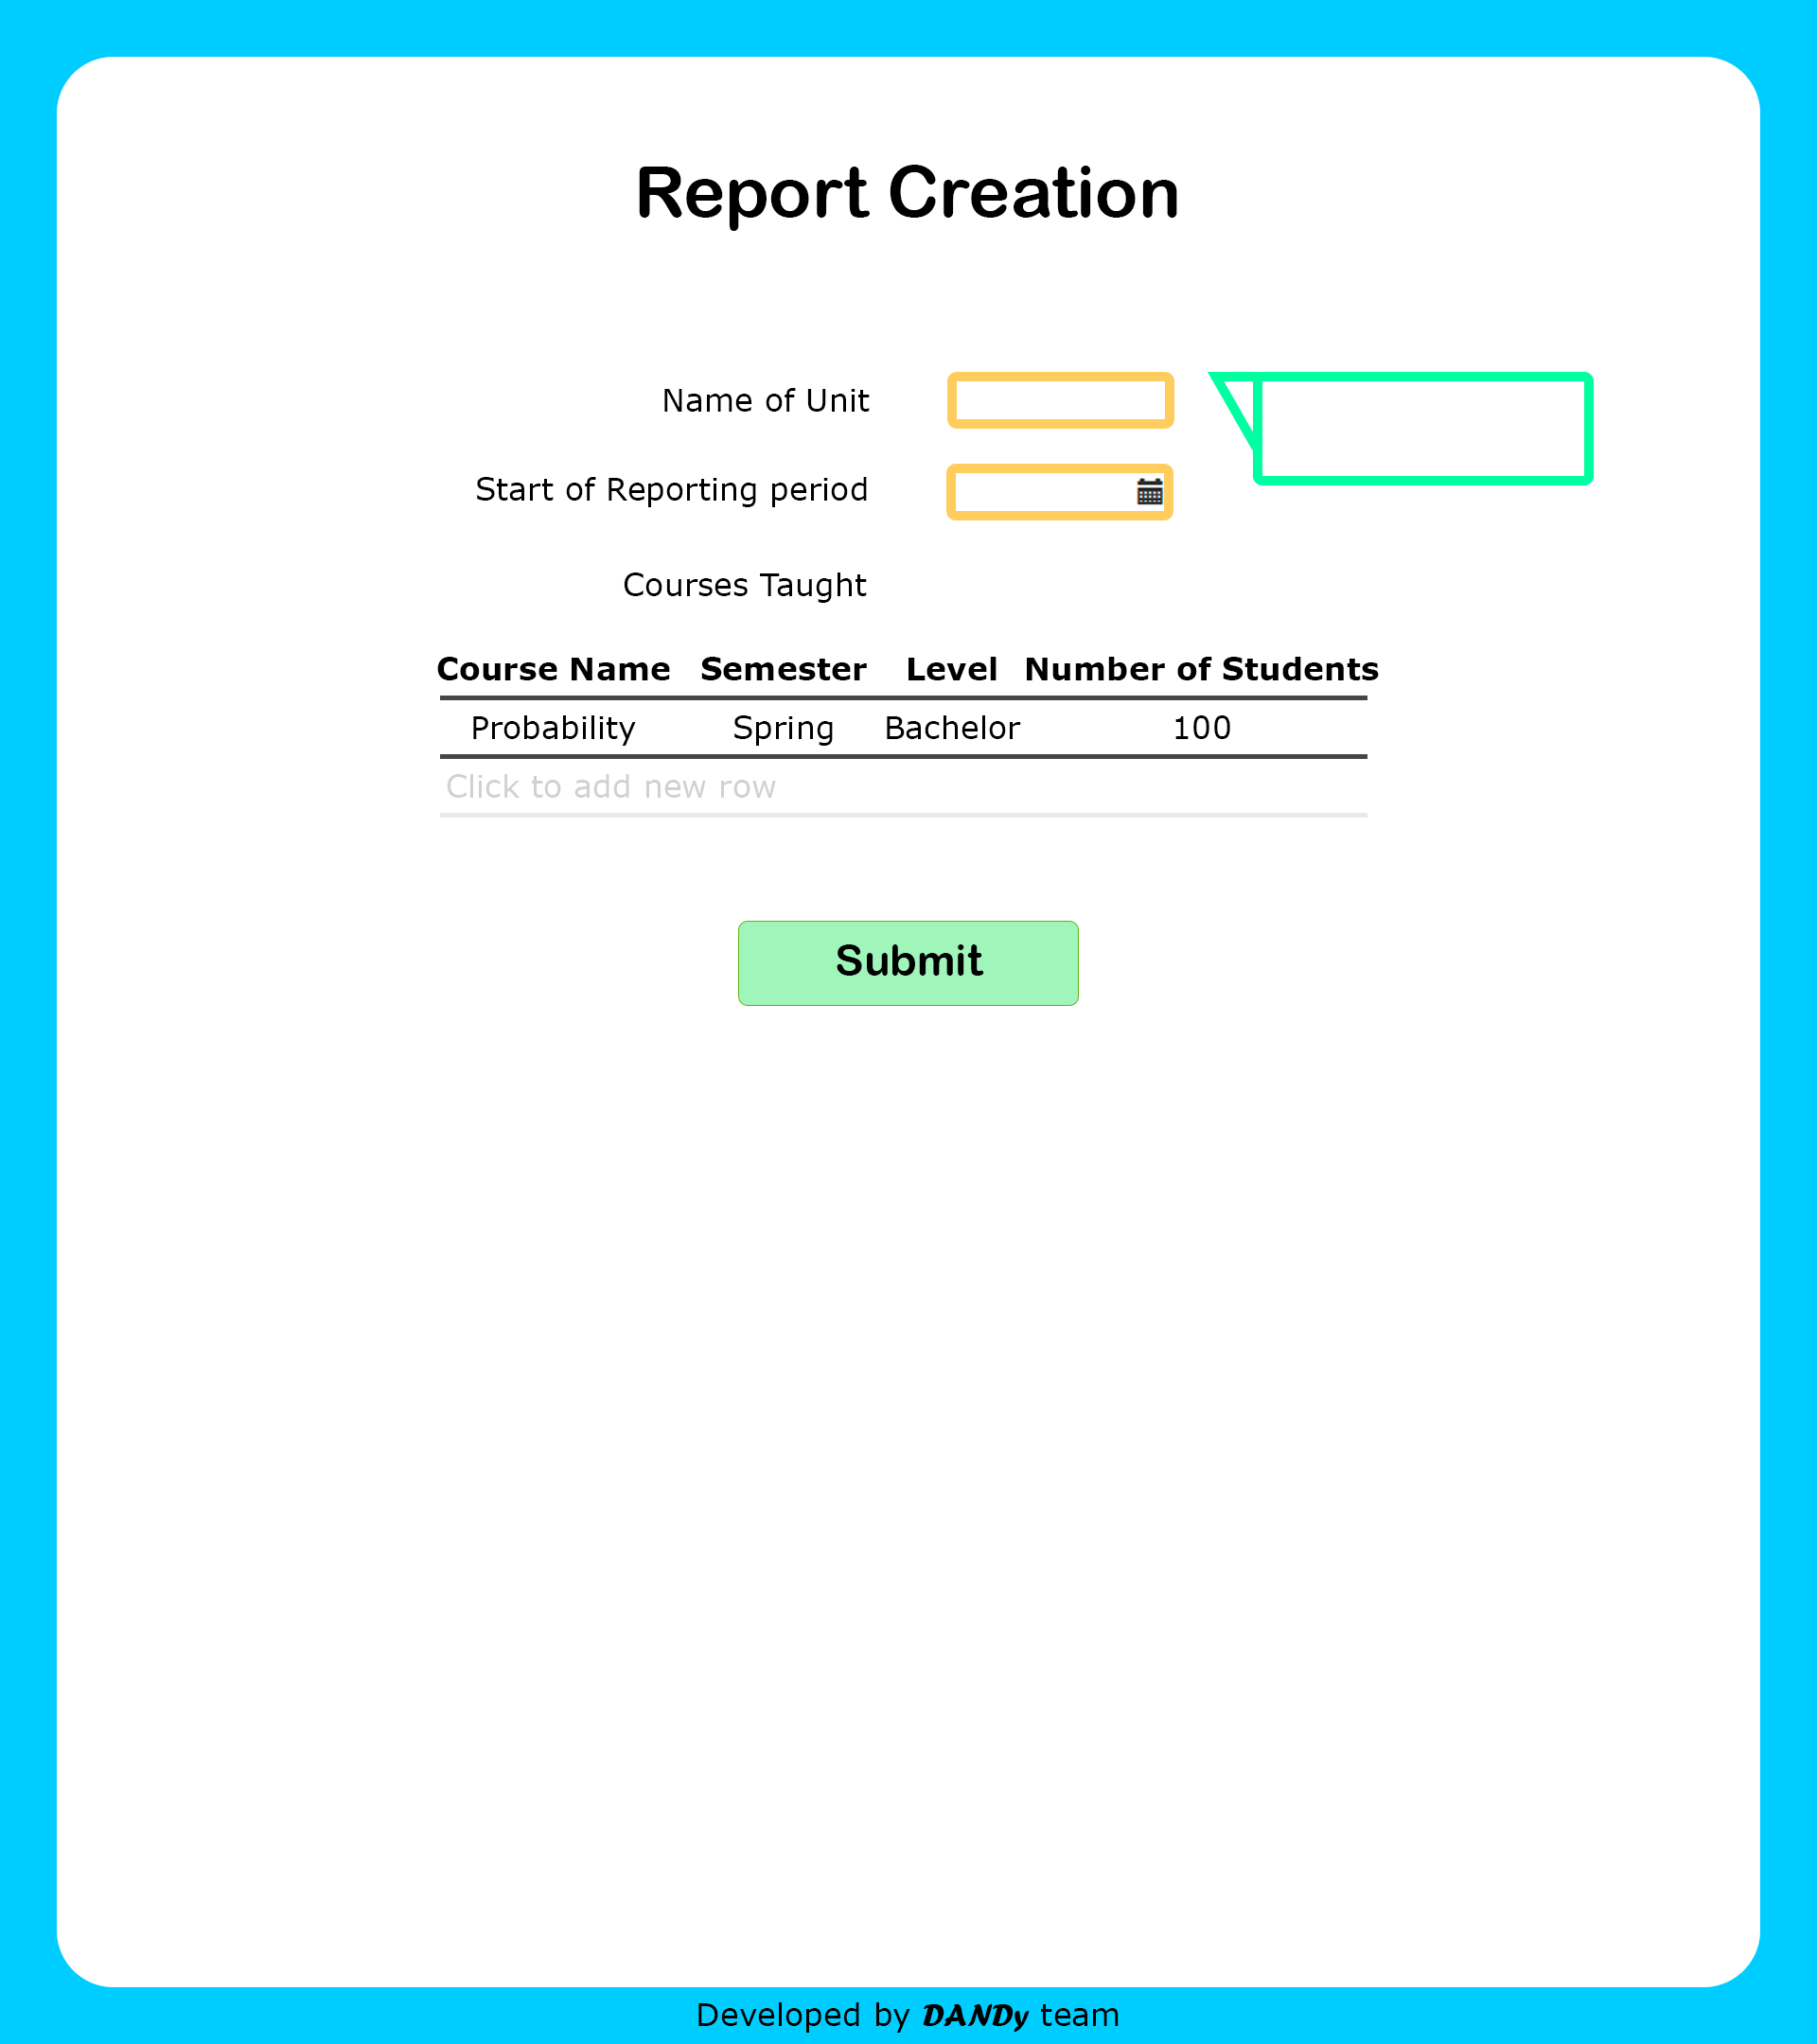 Report Creation
Name of Unit
Start of Reporting period
Courses Taught
Course Name Semester Level Number of Students
Probability Spring Bachelor 100
Click to add new row
Submit
Developed by DANDy team